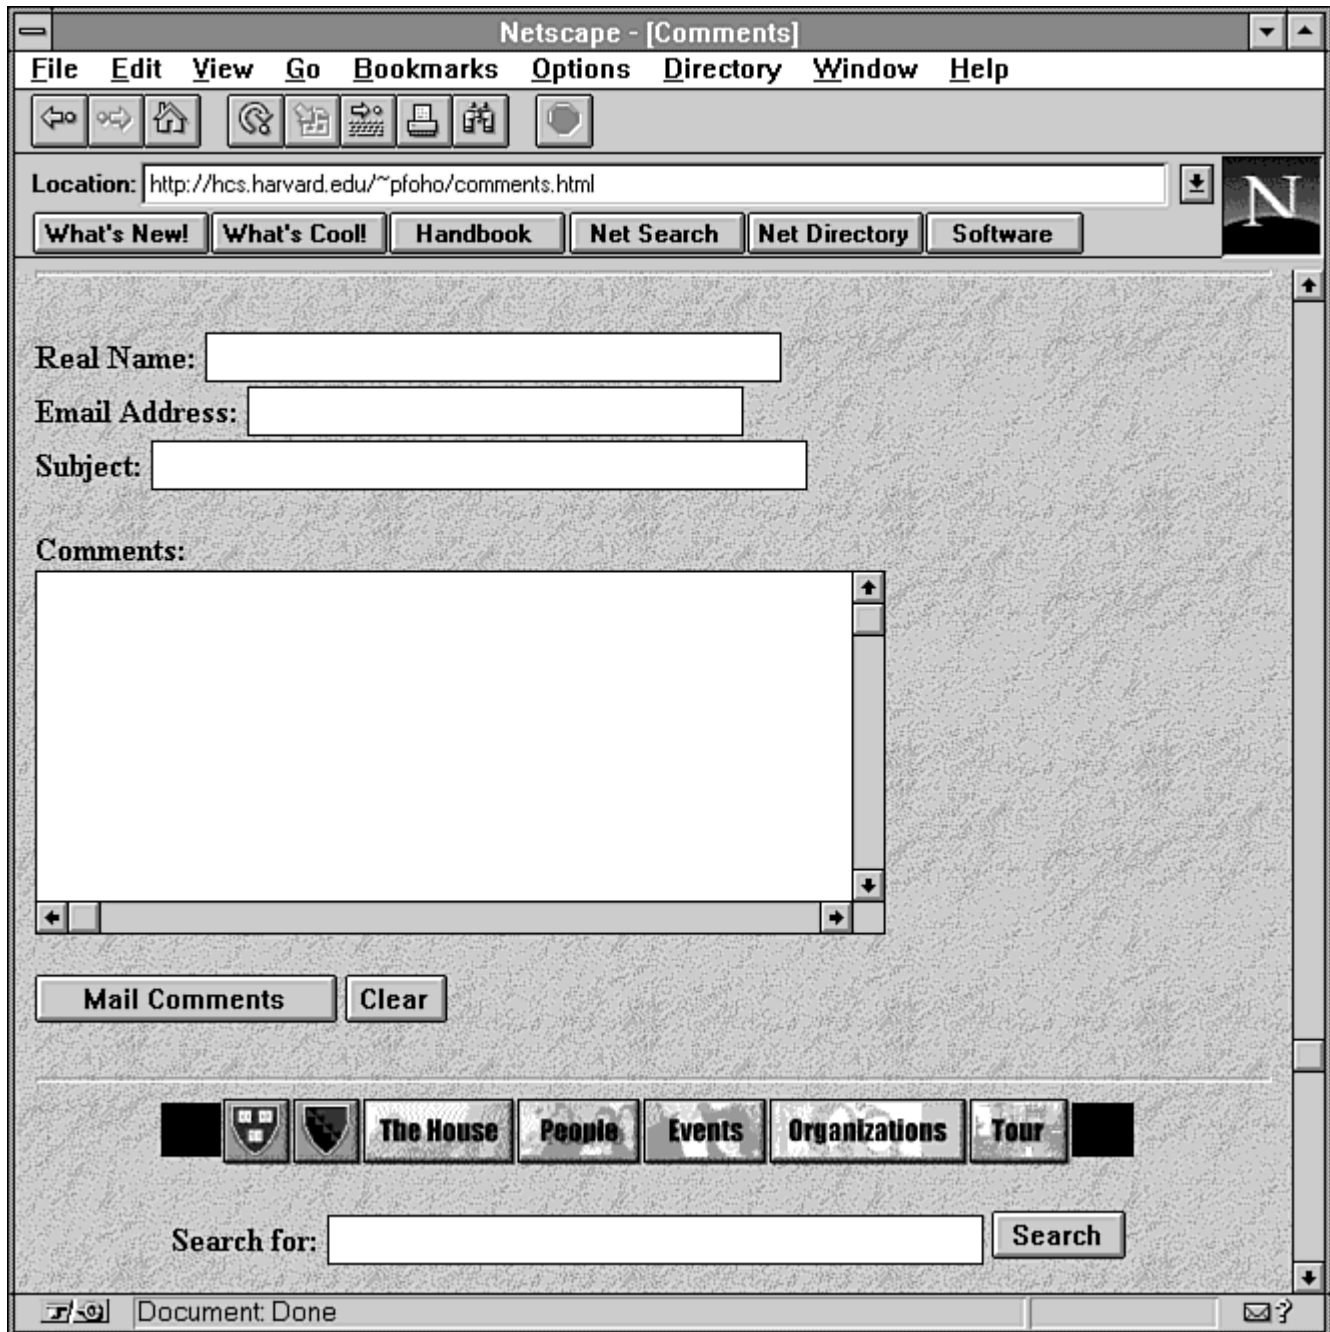 Netscape - [Comments]
File Edit View Go Bookmarks Options Directory Window Help
Location: http://hcs.harvard.edu/~pfoho/comments.html
N
What's New! What's Cool! Handbook Net Search Net Directory Software
Real Name:
Email Address:
Subject:
Comments:
Mail Comments Clear
The House People Events Organizations Tour
Search for: Search
Document: Done
?